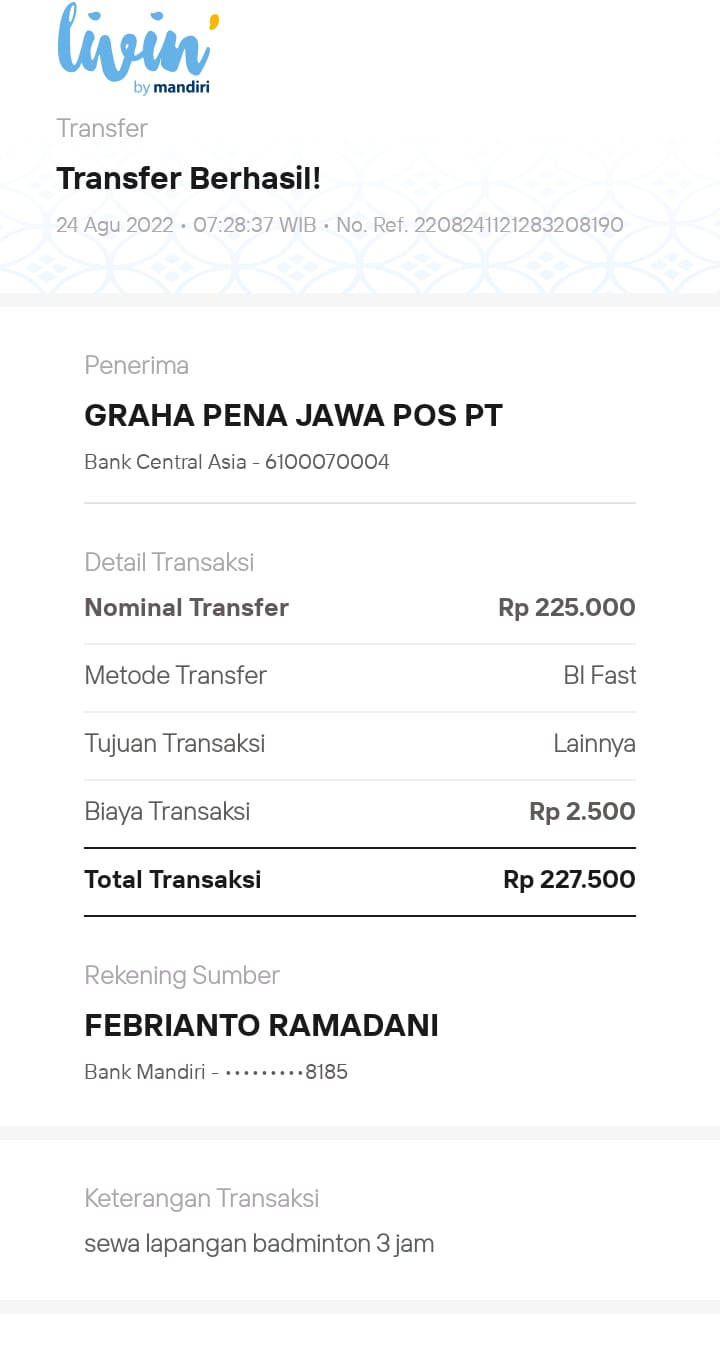 livin'
by mandiri
Transfer
Transfer Berhasil!
24 Agu 2022 • 07:28:37 WIB • No. Ref. 2208241121283208190
Penerima
GRAHA PENA JAWA POS PT
Bank Central Asia - 6100070004
Detail Transaksi
Nominal Transfer Rp 225.000
Metode Transfer BI Fast
Tujuan Transaksi Lainnya
Biaya Transaksi Rp 2.500
Total Transaksi Rp 227.500
Rekening Sumber
FEBRIANTO RAMADANI
Bank Mandiri - •••••••••8185
Keterangan Transaksi
sewa lapangan badminton 3 jam